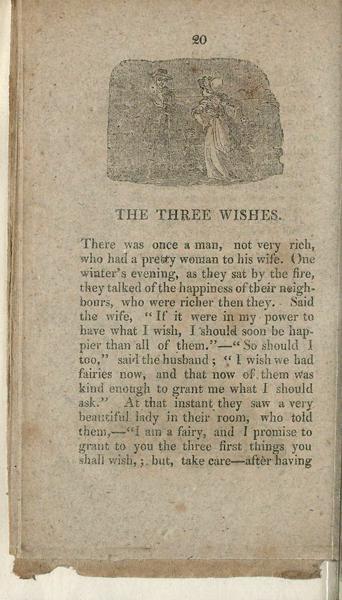 20
THE THREE WISHES.
There was once a man, not very rich,
who had a pretty woman to his wife. One
winter's evening, as they sat by the fire,
they talked of the happiness of their neigh-
bours, who were richer then they. Said
the wife, "If it were in my power to
have what I wish, I should soon be hap-
pier than all of them."—"So should I
too," said the husband; "I wish we had
fairies now, and that now of them was
kind enough to grant me what I should
ask." At that instant they saw a very
beautiful lady in their room, who told
them,—"I am a fairy, and I promise to
grant to you the three first things you
shall wish,; but, take care—after having